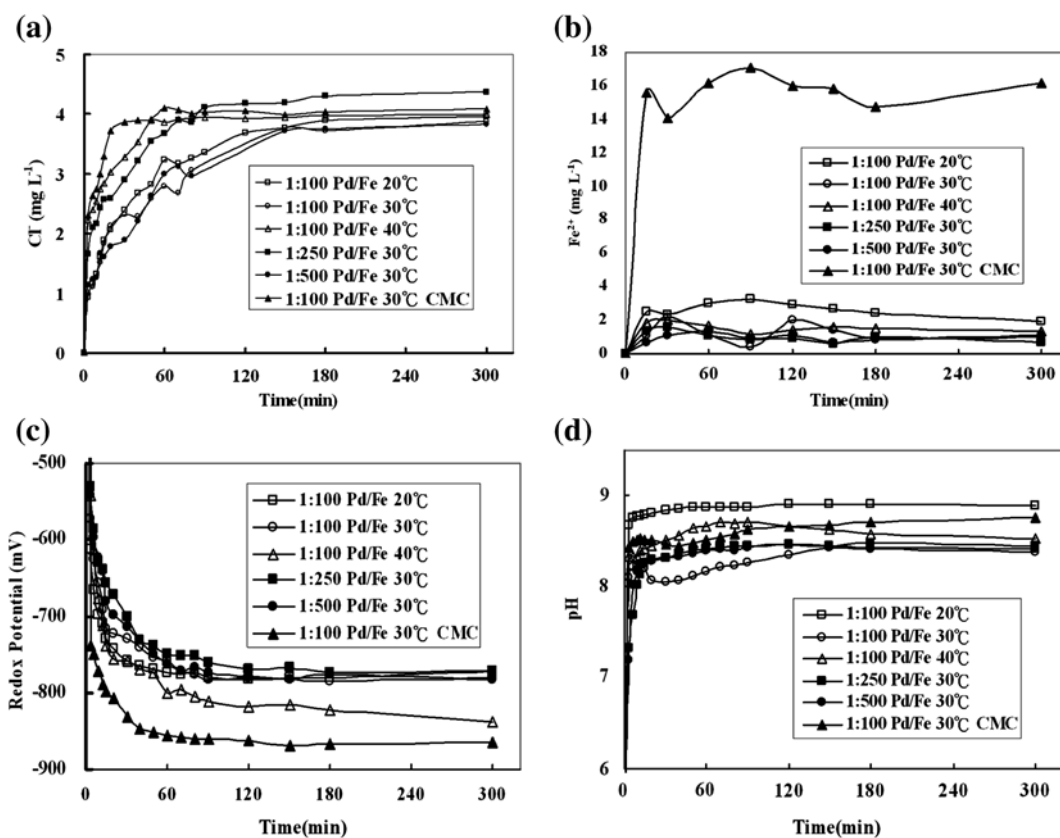 (a)
5
4
3
2
1
0
CT (mg L⁻¹)
1:100 Pd/Fe 20℃
1:100 Pd/Fe 30℃
1:100 Pd/Fe 40℃
1:250 Pd/Fe 30℃
1:500 Pd/Fe 30℃
1:100 Pd/Fe 30℃ CMC
0 60 120 180 240 300
Time(min)
(b)
18
16
14
12
10
8
6
4
2
0
Fe²⁺ (mg L⁻¹)
1:100 Pd/Fe 20℃
1:100 Pd/Fe 30℃
1:100 Pd/Fe 40℃
1:250 Pd/Fe 30℃
1:500 Pd/Fe 30℃
1:100 Pd/Fe 30℃ CMC
0 60 120 180 240 300
Time(min)
(c)
-500
-600
-700
-800
-900
Redox Potential (mV)
1:100 Pd/Fe 20℃
1:100 Pd/Fe 30℃
1:100 Pd/Fe 40℃
1:250 Pd/Fe 30℃
1:500 Pd/Fe 30℃
1:100 Pd/Fe 30℃ CMC
0 60 120 180 240 300
Time(min)
(d)
9
8
7
6
pH
1:100 Pd/Fe 20℃
1:100 Pd/Fe 30℃
1:100 Pd/Fe 40℃
1:250 Pd/Fe 30℃
1:500 Pd/Fe 30℃
1:100 Pd/Fe 30℃ CMC
0 60 120 180 240 300
Time(min)